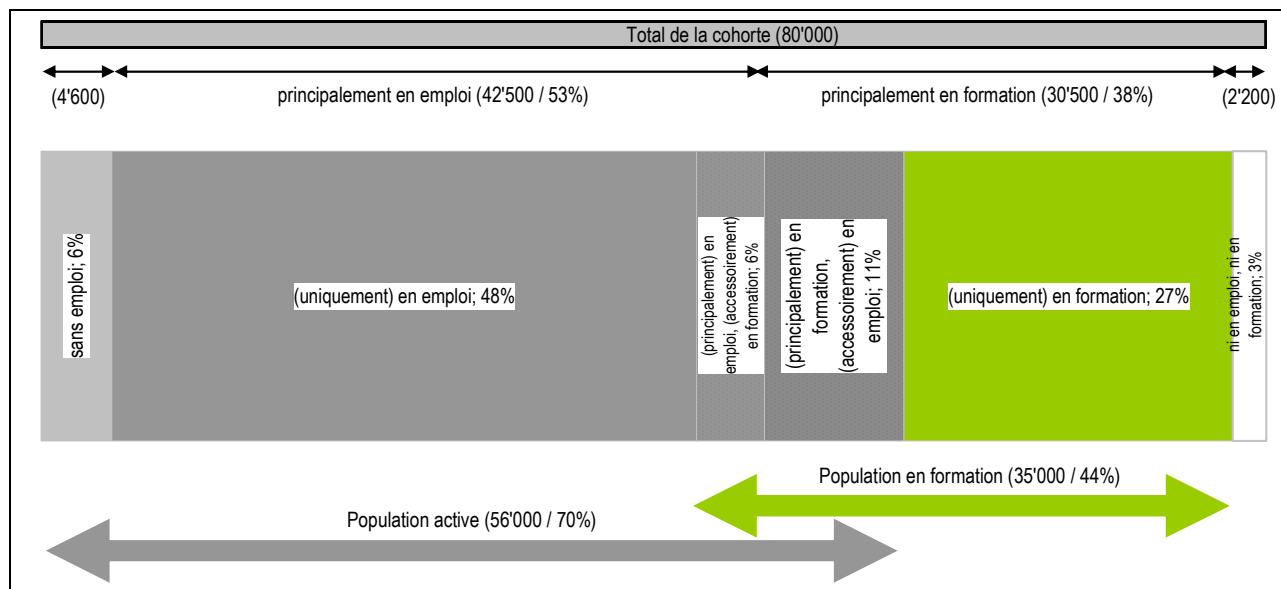 Total de la cohorte (80'000)
(4'600)
principalement en emploi (42'500 / 53%)
principalement en formation (30'500 / 38%)
(2'200)
sans emploi; 6%
(uniquement) en emploi; 48%
(principalement) en
emploi, (accessoirement)
en formation; 6%
(principalement) en
formation,
(accessoirement) en
emploi; 11%
(uniquement) en formation; 27%
ni en emploi, ni en
formation; 3%
Population en formation (35'000 / 44%)
Population active (56'000 / 70%)